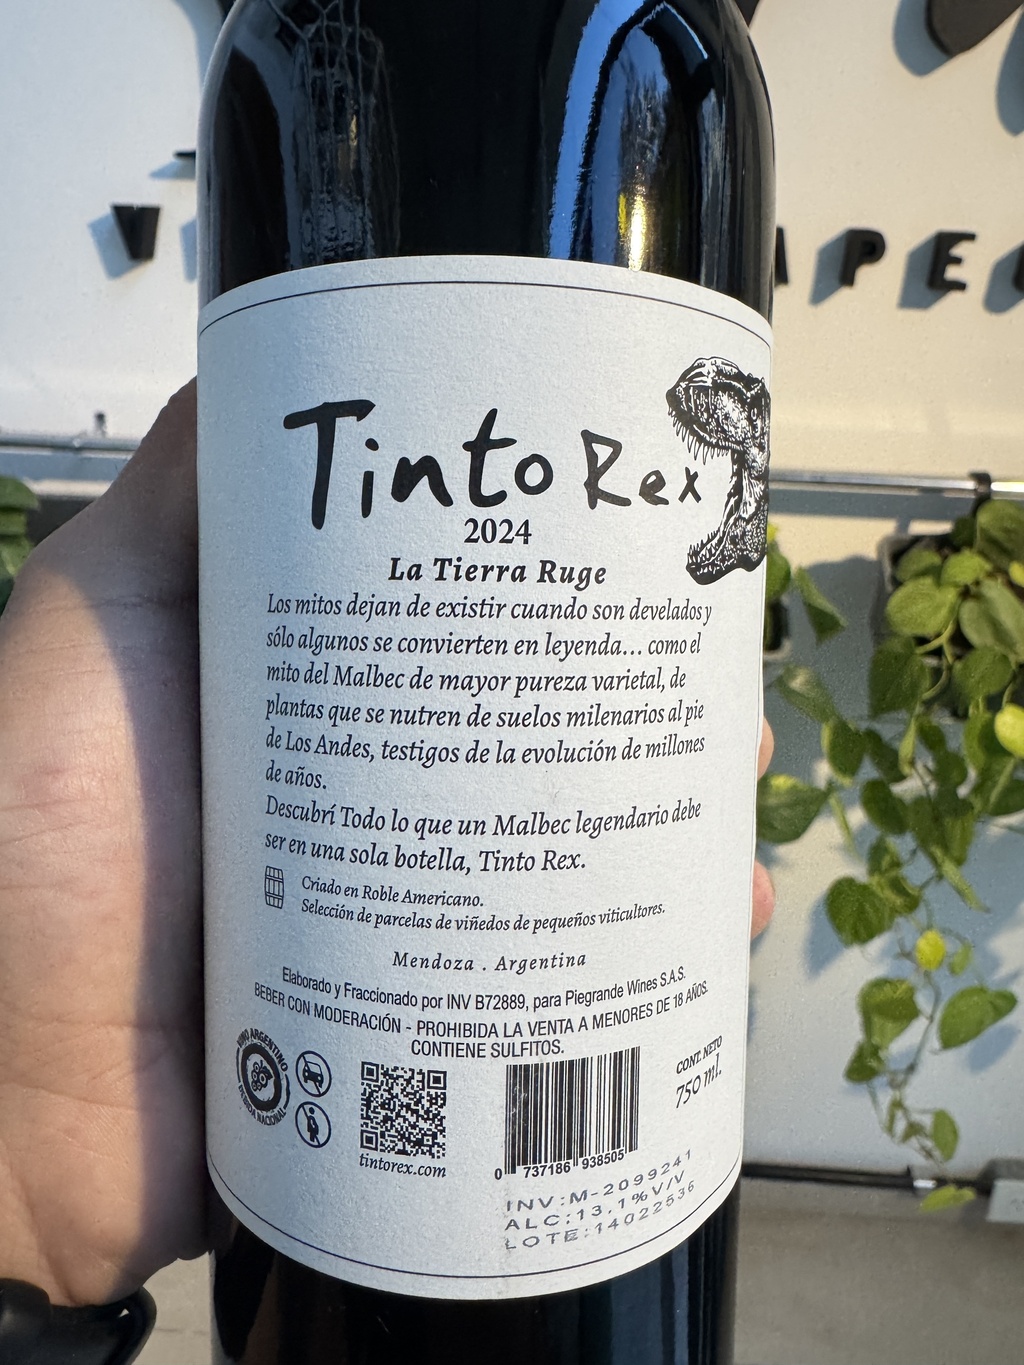 Tinto Rex
2024
La Tierra Ruge
Los mitos dejan de existir cuando son develados y
sólo algunos se convierten en leyenda... como el
mito del Malbec de mayor pureza varietal, de
plantas que se nutren de suelos milenarios al pie
de Los Andes, testigos de la evolución de millones
de años.
Descubrí Todo lo que un Malbec legendario debe
ser en una sola botella, Tinto Rex.
Criado en Roble Americano.
Selección de parcelas de viñedos de pequeños viticultores.
Mendoza . Argentina
Elaborado y Fraccionado por INV B72889, para Piegrande Wines S.A.S.
BEBER CON MODERACIÓN - PROHIBIDA LA VENTA A MENORES DE 18 AÑOS.
CONTIENE SULFITOS.
VINO ARGENTINO
BEBIDA NACIONAL
tintorex.com
0 737186 938505
CONT. NETO
750 ml.
INV:M-2099241
ALC:13.1%V/V
LOTE:14022536